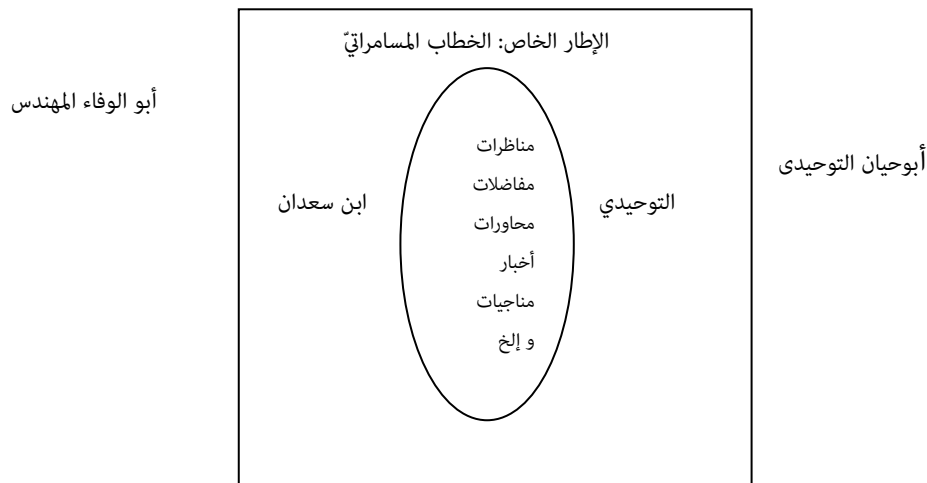 الإطار الخاص: الخطاب المسامراتيّ
أبو الوفاء المهندس
أبوحيان التوحيدى
التوحيدي
ابن سعدان
مناظرات
مفاضلات
محاورات
أخبار
مناجيات
و إلخ